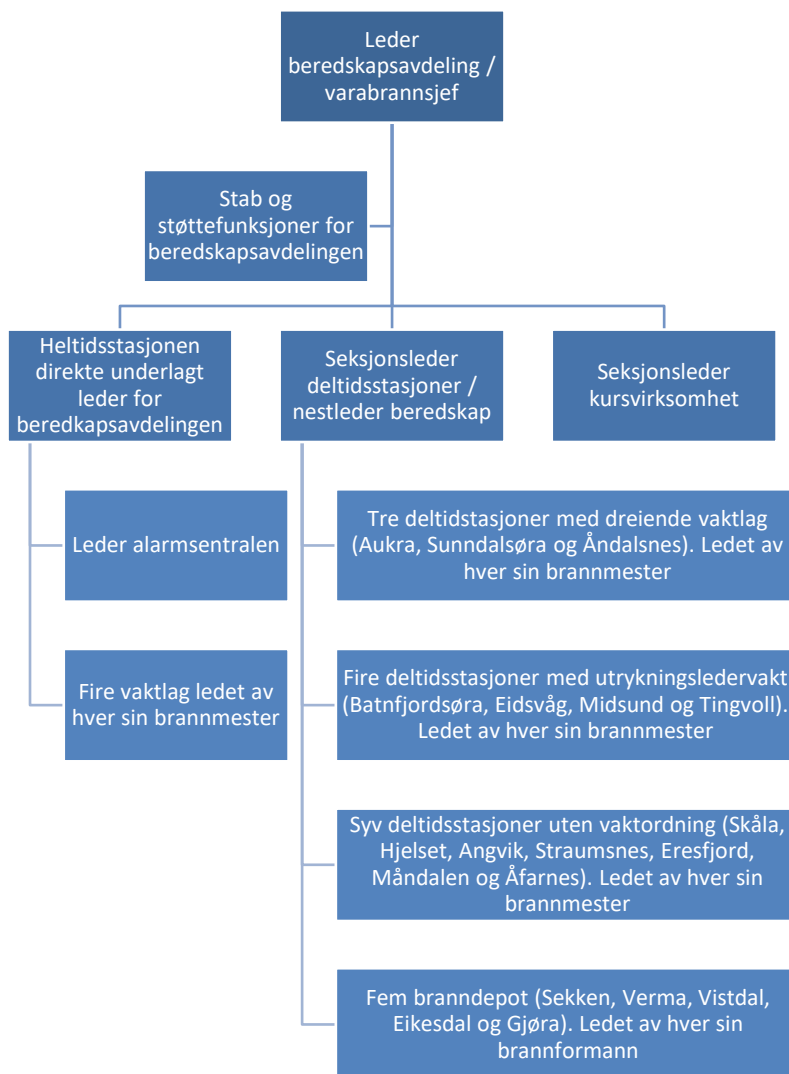 Leder
beredskapsavdeling /
varabrannsjef
Stab og
støttefunksjoner for
beredskapsavdelingen
Heltidsstasjonen
direkte underlagt
leder for
beredkapsavdelingen
Seksjonsleder
deltidsstasjoner /
nestleder beredskap
Seksjonsleder
kursvirksomhet
Leder alarmsentralen
Fire vaktlag ledet av
hver sin brannmester
Tre deltidstasjoner med dreiende vaktlag
(Aukra, Sunndalsøra og Åndalsnes). Ledet av
hver sin brannmester
Fire deltidsstasjoner med utrykningsledervakt
(Batnfjordsøra, Eidsvåg, Midsund og Tingvoll).
Ledet av hver sin brannmester
Syv deltidsstasjoner uten vaktordning (Skåla,
Hjelset, Angvik, Straumsnes, Eresfjord,
Måndalen og Åfarnes). Ledet av hver sin
brannmester
Fem branndepot (Sekken, Verma, Vistdal,
Eikesdal og Gjøra). Ledet av hver sin
brannformann